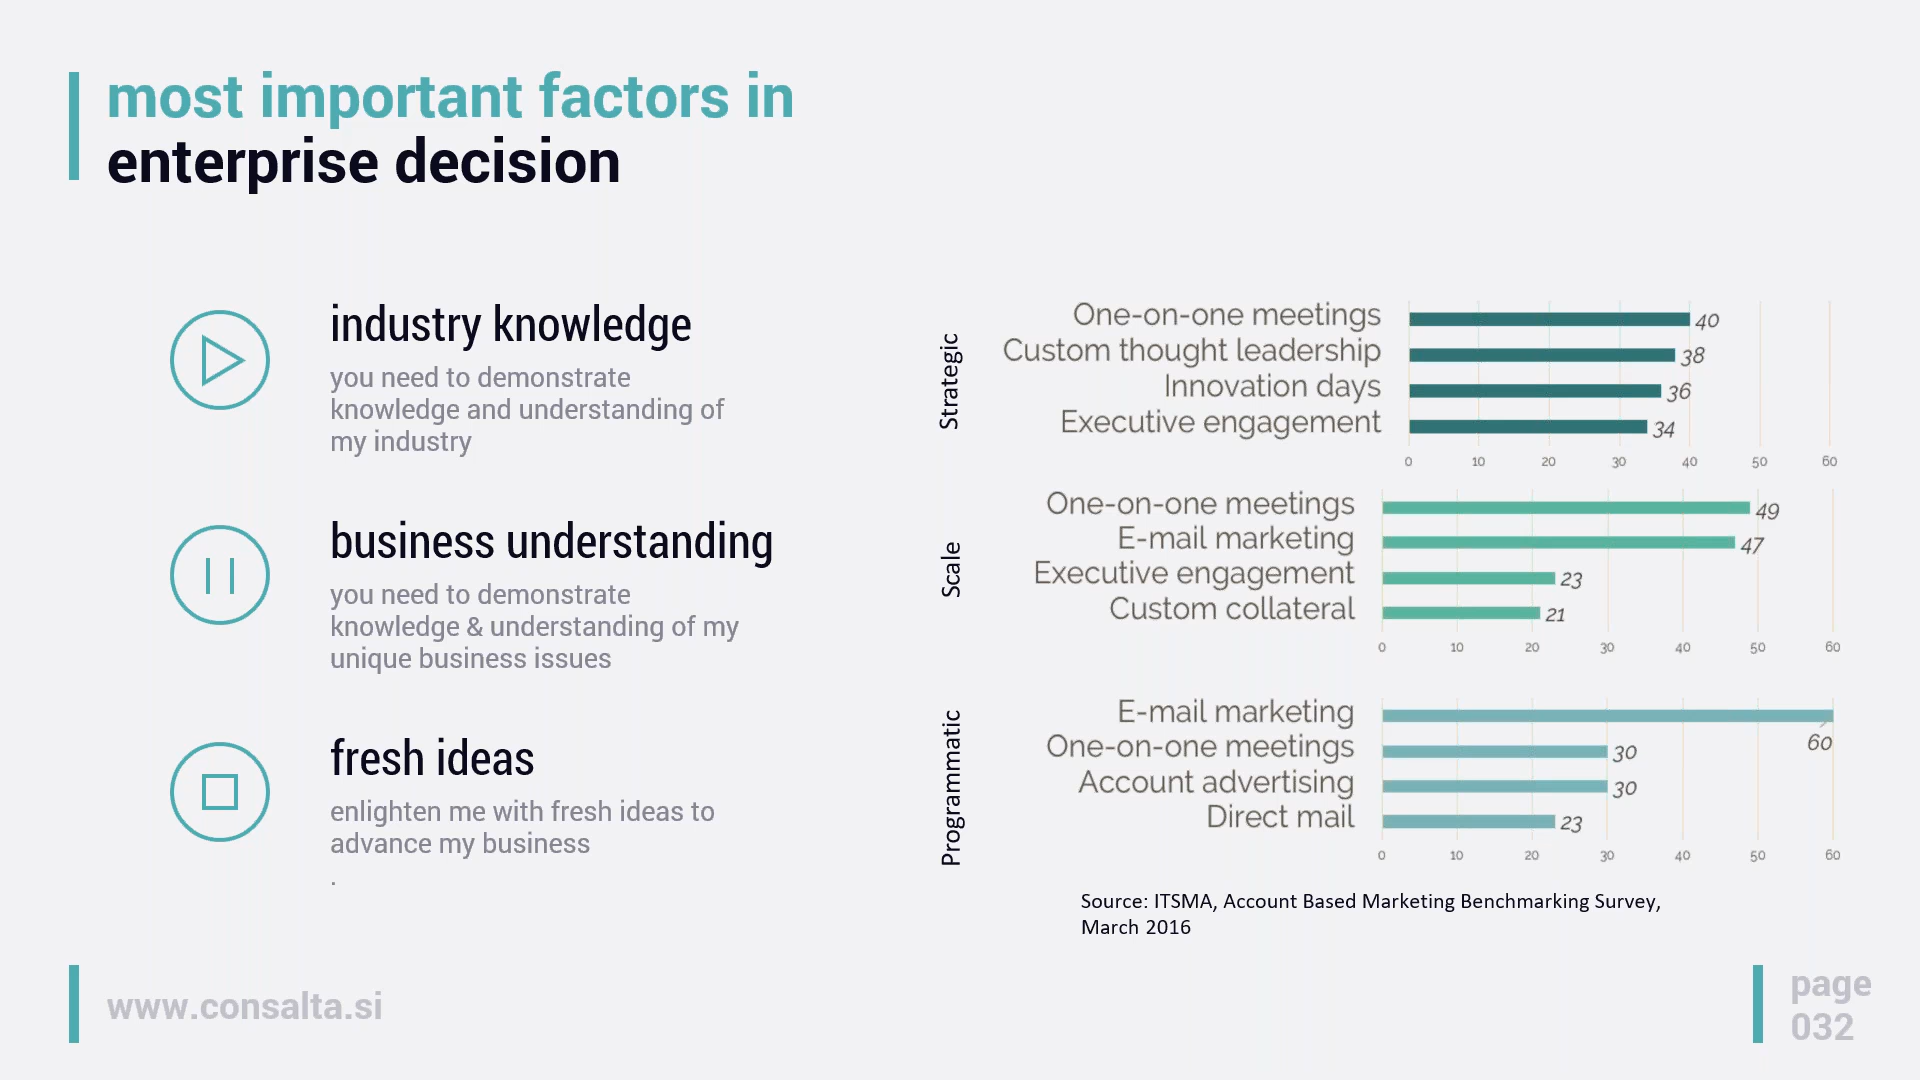 most important factors in
enterprise decision
industry knowledge
you need to demonstrate
knowledge and understanding of
my industry
business understanding
you need to demonstrate
knowledge & understanding of my
unique business issues
fresh ideas
enlighten me with fresh ideas to
advance my business
.
Strategic
One-on-one meetings 40
Custom thought leadership 38
Innovation days 36
Executive engagement 34
0 10 20 30 40 50 60
Scale
One-on-one meetings 49
E-mail marketing 47
Executive engagement 23
Custom collateral 21
0 10 20 30 40 50 60
Programmatic
E-mail marketing 60
One-on-one meetings 30
Account advertising 30
Direct mail 23
0 10 20 30 40 50 60
Source: ITSMA, Account Based Marketing Benchmarking Survey,
March 2016
www.consalta.si
page
032